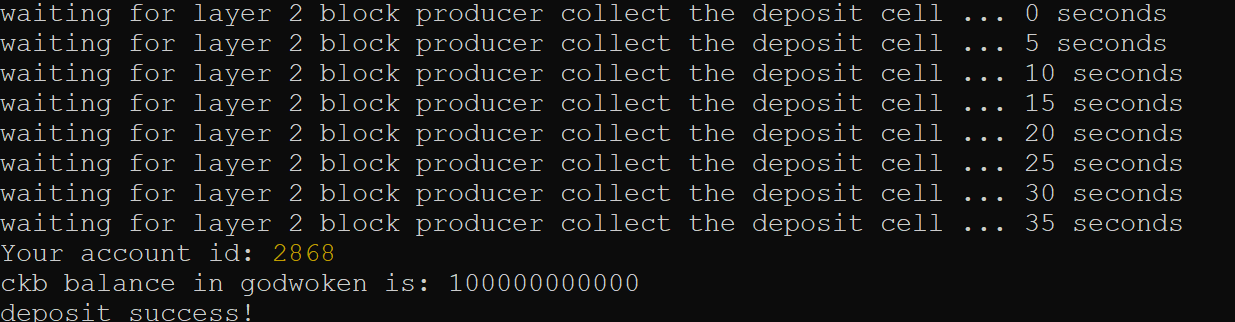 waiting for layer 2 block producer collect the deposit cell ... 0 seconds
waiting for layer 2 block producer collect the deposit cell ... 5 seconds
waiting for layer 2 block producer collect the deposit cell ... 10 seconds
waiting for layer 2 block producer collect the deposit cell ... 15 seconds
waiting for layer 2 block producer collect the deposit cell ... 20 seconds
waiting for layer 2 block producer collect the deposit cell ... 25 seconds
waiting for layer 2 block producer collect the deposit cell ... 30 seconds
waiting for layer 2 block producer collect the deposit cell ... 35 seconds
Your account id: 2868
ckb balance in godwoken is: 100000000000
deposit success!